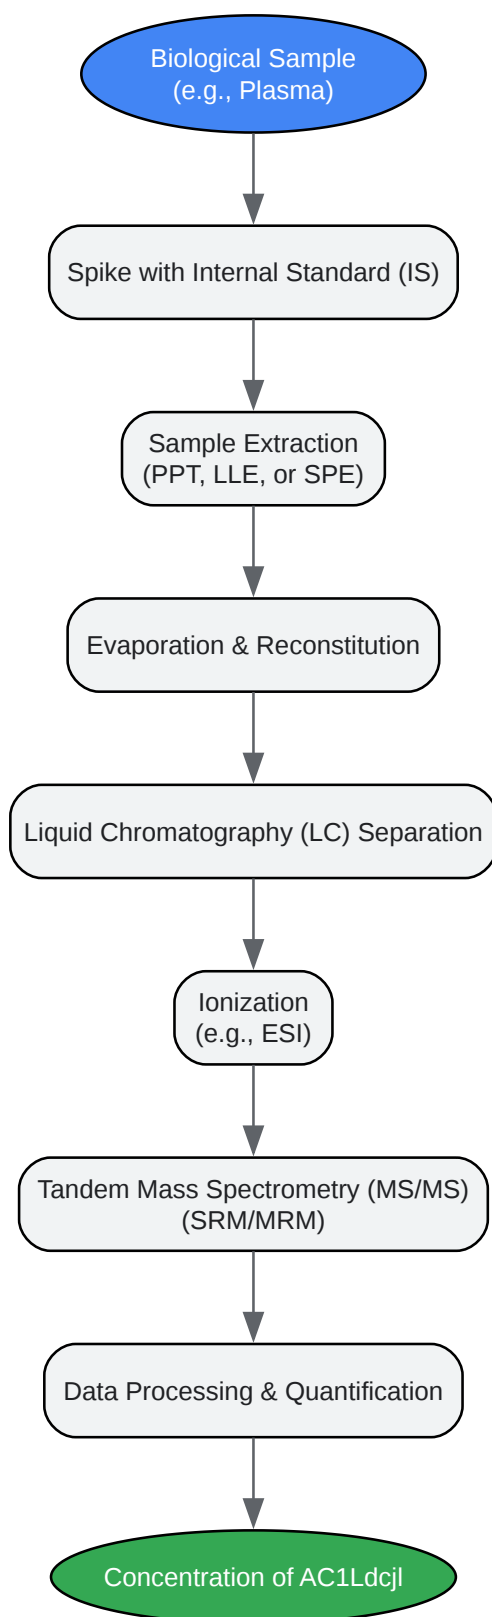 Biological Sample
(e.g., Plasma)
Spike with Internal Standard (IS)
Sample Extraction
(PPT, LLE, or SPE)
Evaporation & Reconstitution
Liquid Chromatography (LC) Separation
Ionization
(e.g., ESI)
Tandem Mass Spectrometry (MS/MS)
(SRM/MRM)
Data Processing & Quantification
Concentration of AC1Ldcjl